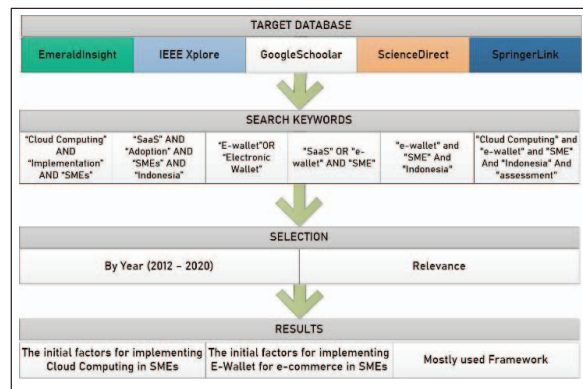 TARGET DATABASE
EmeraldInsight
IEEE Xplore
GoogleSchoolar
ScienceDirect
SpringerLink
SEARCH KEYWORDS
"Cloud Computing"
AND
"Implementation"
AND "SMEs"
"SaaS" AND
"Adoption" AND
"SMEs" AND
"Indonesia"
"E-wallet"OR
"Electronic
Wallet"
"SaaS" OR "e-
wallet" AND "SME"
"e-wallet" and
"SME" And
"Indonesia"
"Cloud Computing" and
"e-wallet" and "SME"
And "Indonesia" And
"assessment"
SELECTION
By Year (2012 – 2020)
Relevance
RESULTS
The initial factors for implementing
Cloud Computing in SMEs
The initial factors for implementing
E-Wallet for e-commerce in SMEs
Mostly used Framework